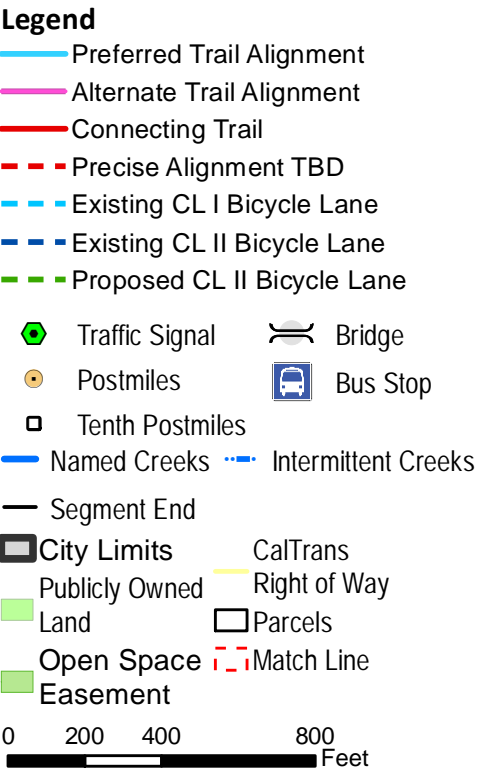 Legend
Preferred Trail Alignment
Alternate Trail Alignment
Connecting Trail
Precise Alignment TBD
Existing CL I Bicycle Lane
Existing CL II Bicycle Lane
Proposed CL II Bicycle Lane
Traffic Signal
Bridge
Postmiles
Bus Stop
Tenth Postmiles
Named Creeks
Intermittent Creeks
Segment End
City Limits
CalTrans
Right of Way
Publicly Owned
Land
Parcels
Open Space
Easement
Match Line
0 200 400 800
Feet